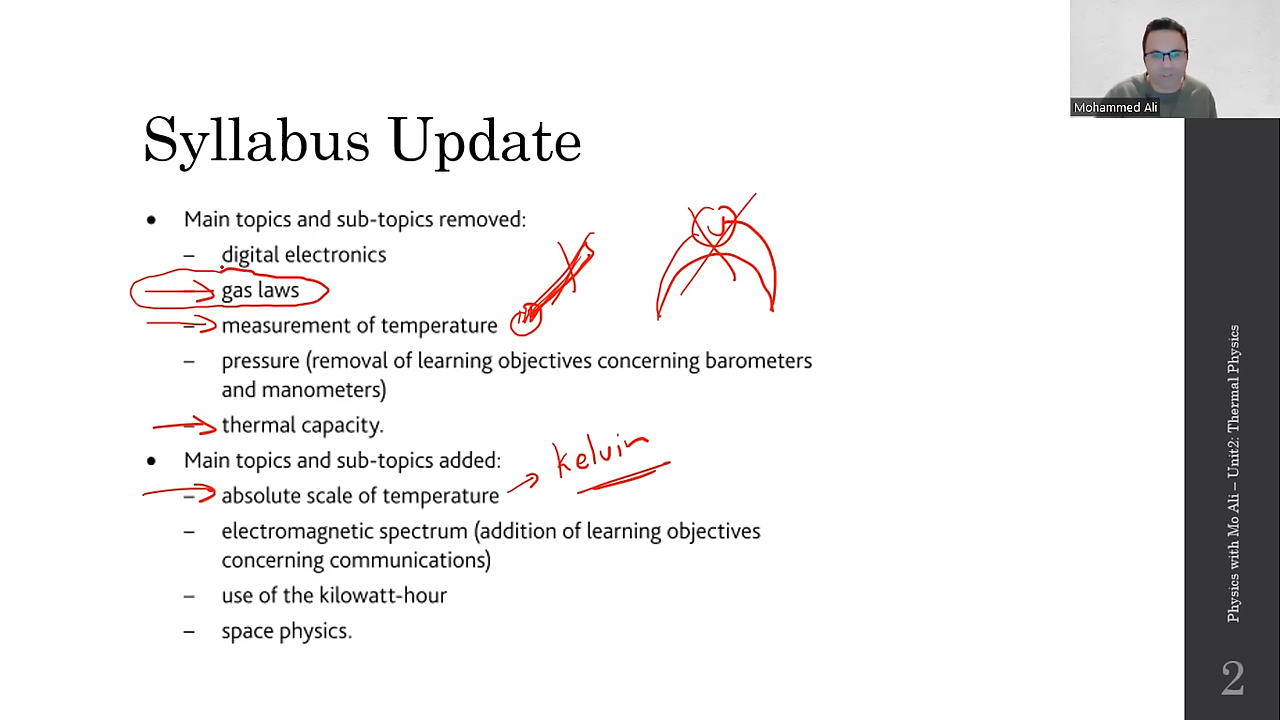 Mohammed Ali
Syllabus Update
• Main topics and sub-topics removed:
– digital electronics
– gas laws
– measurement of temperature
– pressure (removal of learning objectives concerning barometers
and manometers)
– thermal capacity.
• Main topics and sub-topics added:
kelvin
– absolute scale of temperature
– electromagnetic spectrum (addition of learning objectives
concerning communications)
– use of the kilowatt-hour
– space physics.
Physics with Mo Ali – Unit2: Thermal Physics
2